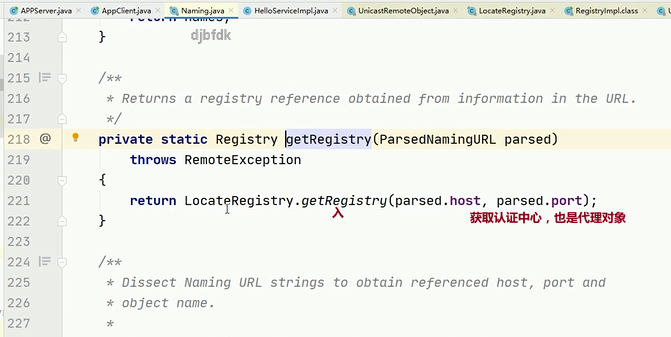 APPServer.java AppClient.java Naming.java HelloServiceImpl.java UnicastRemoteObject.java LocateRegistry.java RegistryImpl.class
212 return names;
213 }
djbfdk
214
215 /**
216 * Returns a registry reference obtained from information in the URL.
217 */
218 @ private static Registry getRegistry(ParsedNamingURL parsed)
219 throws RemoteException
220 {
221 return LocateRegistry.getRegistry(parsed.host, parsed.port);
入 获取认证中心，也是代理对象
222 }
223
224 /**
225 * Dissect Naming URL strings to obtain referenced host, port and
226 * object name.
227 *